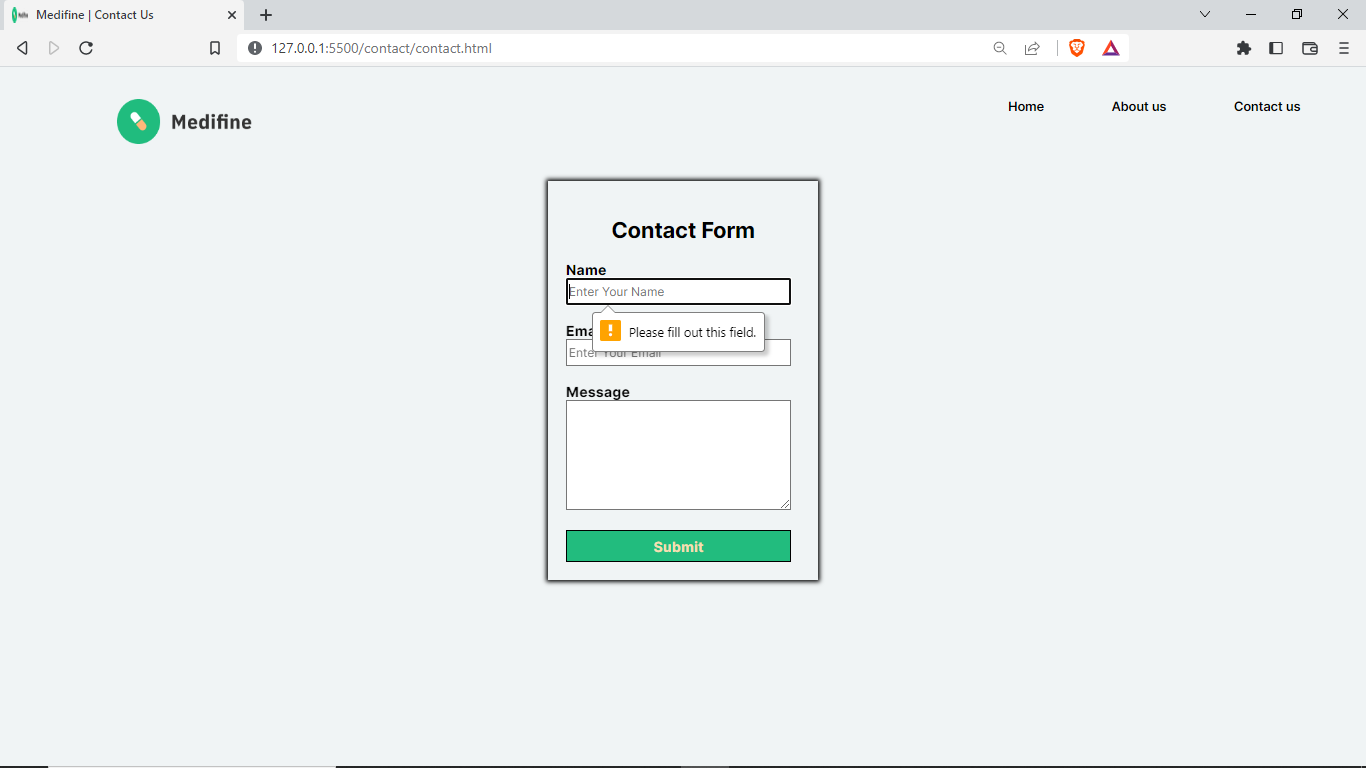 Medifine | Contact Us
127.0.0.1:5500/contact/contact.html
Medifine
Home
About us
Contact us
Contact Form
Name
Enter Your Name
Please fill out this field.
Ema
Enter Your Email
Message
Submit